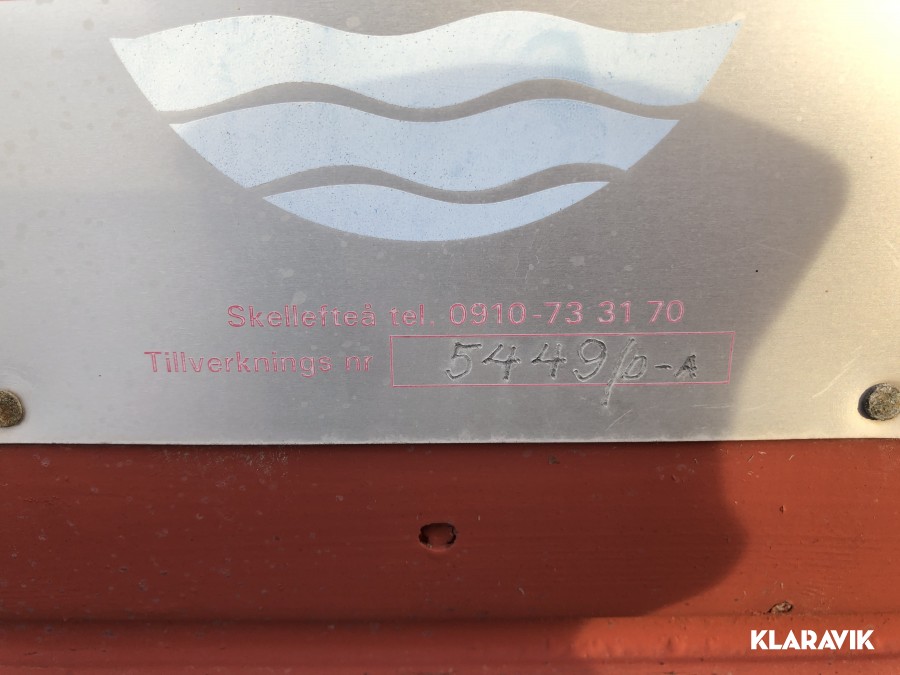 Skellefteå tel. 0910-73 31 70
Tillverknings nr 5449/0-A
KLARAVIK